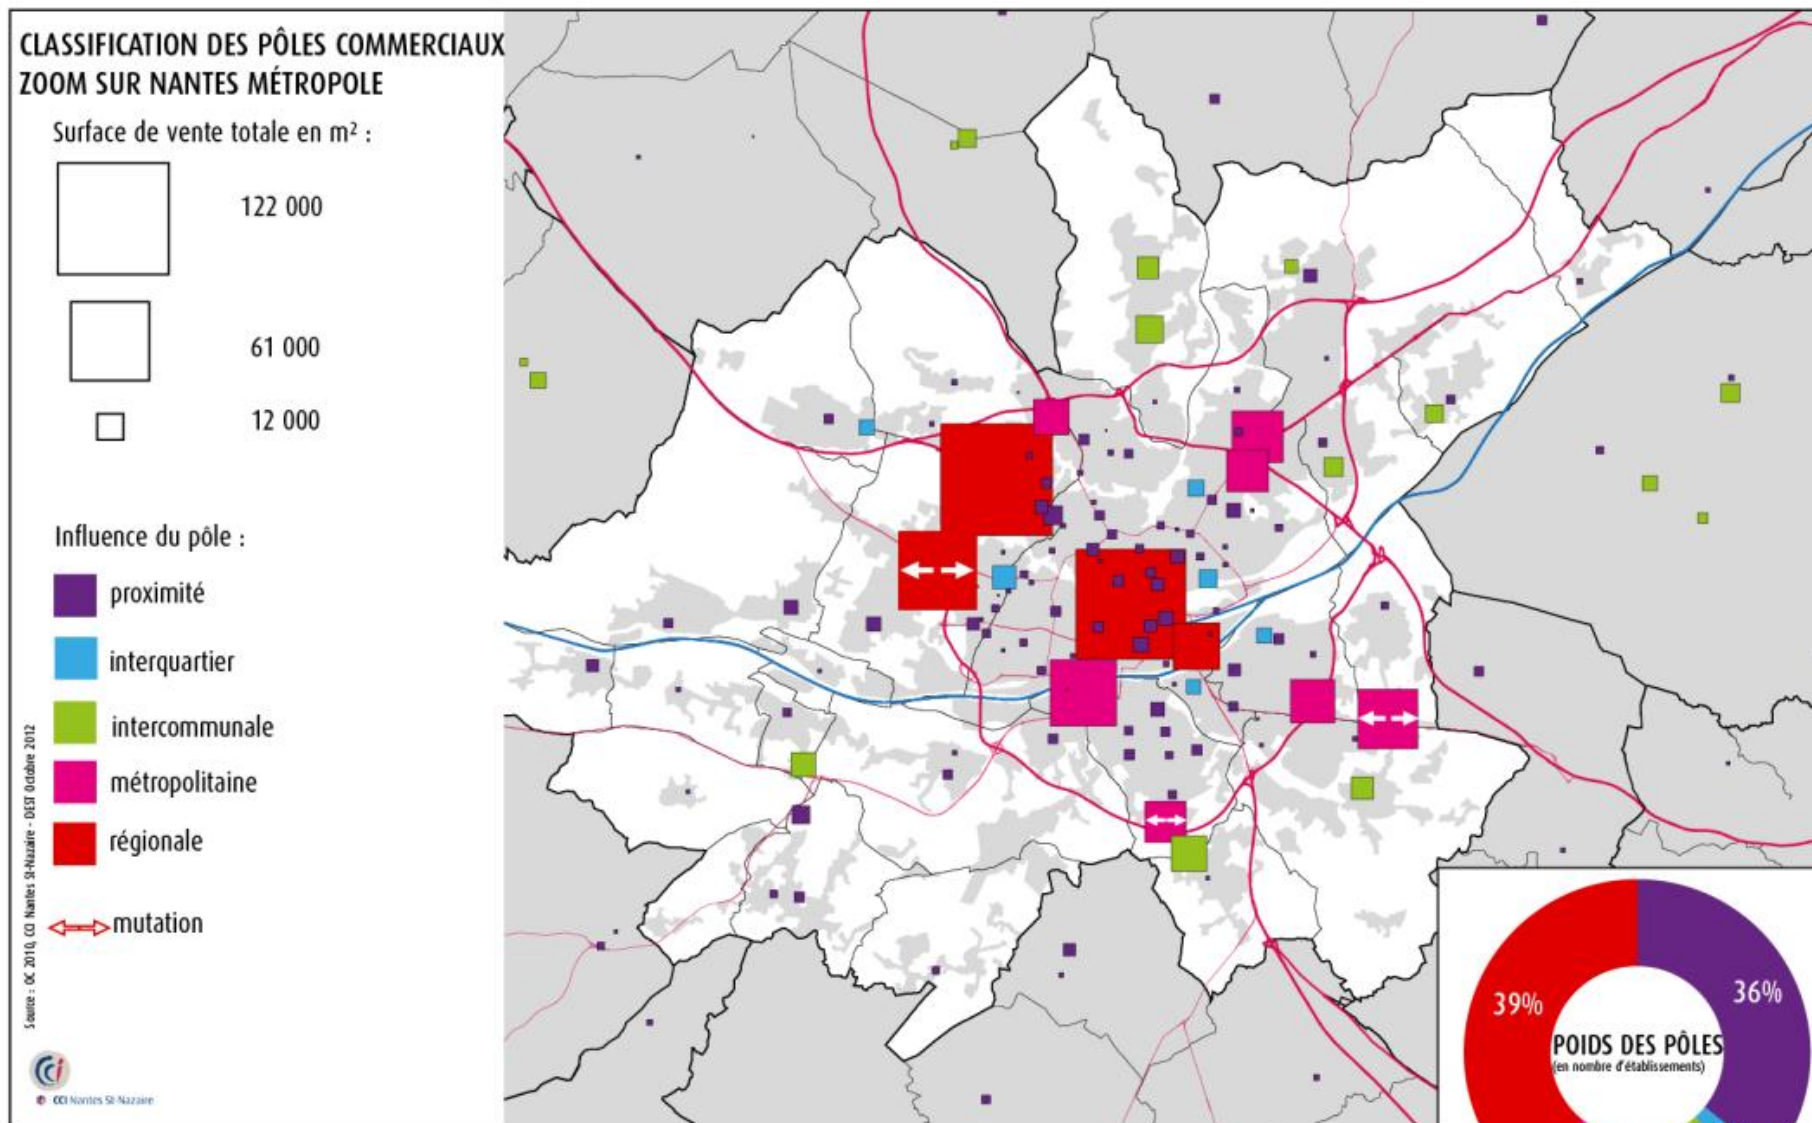 CLASSIFICATION DES PÔLES COMMERCIAUX
ZOOM SUR NANTES MÉTROPOLE
Surface de vente totale en m² :
122 000
61 000
12 000
Influence du pôle :
proximité
interquartier
intercommunale
métropolitaine
régionale
mutation
Source : OC 2010, CCI Nantes St-Nazaire - DEST Octobre 2012
CCI Nantes St-Nazaire
39%
36%
POIDS DES PÔLES
(en nombre d'établissements)